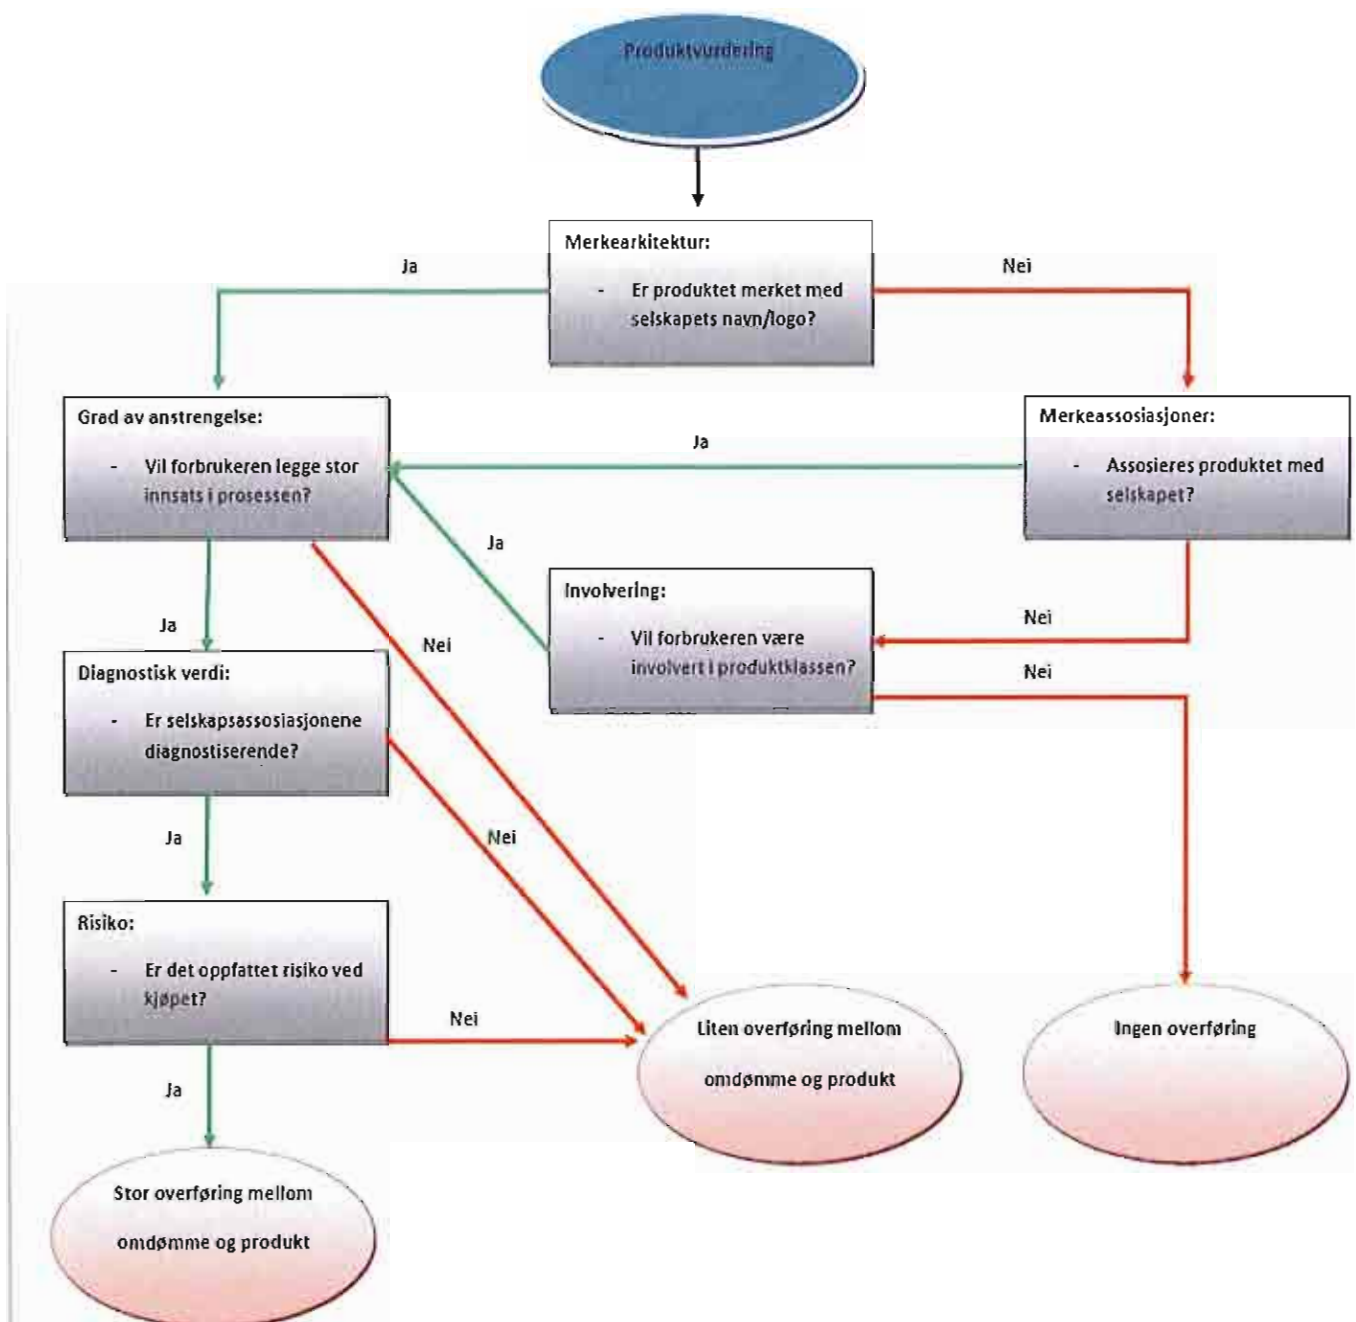 Produktvurdering
Merkearkitektur:
- Er produktet merket med
selskapets navn/logo?
Ja
Nei
Grad av anstrengelse:
- Vil forbrukeren legge stor
innsats i prosessen?
Ja
Merkeassosiasjoner:
- Assosieres produktet med
selskapet?
Ja
Involvering:
- Vil forbrukeren være
involvert i produktklassen?
Nei
Nei
Ja
Nei
Diagnostisk verdi:
- Er selskapsassosiasjonene
diagnostiserende?
Ja
Nei
Risiko:
- Er det oppfattet risiko ved
kjøpet?
Nei
Ja
Liten overføring mellom
omdømme og produkt
Ingen overføring
Stor overføring mellom
omdømme og produkt